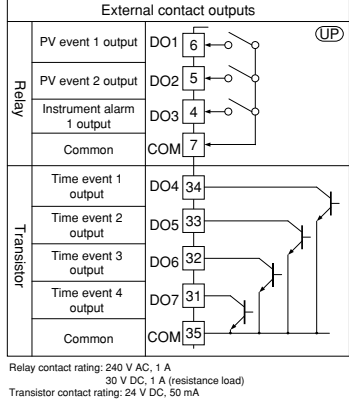 External contact outputs
UP
Relay
PV event 1 output DO1 6
PV event 2 output DO2 5
Instrument alarm
1 output DO3 4
Common COM 7
Transistor
Time event 1
output DO4 34
Time event 2
output DO5 33
Time event 3
output DO6 32
Time event 4
output DO7 31
Common COM 35
Relay contact rating: 240 V AC, 1 A
30 V DC, 1 A (resistance load)
Transistor contact rating: 24 V DC, 50 mA